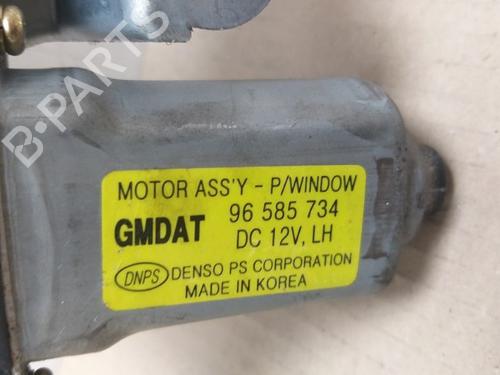 B-PARTS
MOTOR ASS'Y - P/WINDOW
GMDAT 96 585 734
DC 12V, LH
DNPS DENSO PS CORPORATION
MADE IN KOREA